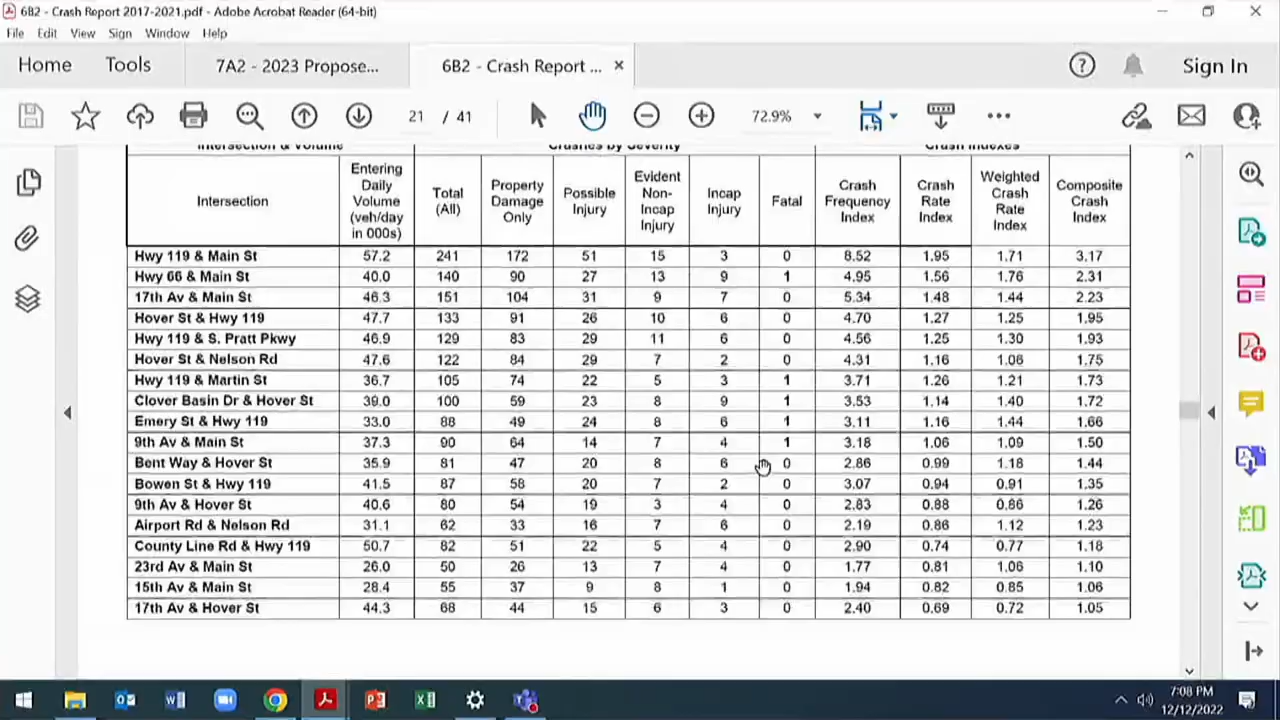 6B2 - Crash Report 2017-2021.pdf - Adobe Acrobat Reader (64-bit)
File Edit View Sign Window Help
Home Tools 7A2 - 2023 Propose... 6B2 - Crash Report ... × Sign In
21 / 41 72.9%
Intersection & Volume Crashes by Severity Crash Indexes
Intersection Entering Daily Volume (veh/day in 000s) Total (All) Property Damage Only Possible Injury Evident Non-Incap Injury Incap Injury Fatal Crash Frequency Index Crash Rate Index Weighted Crash Rate Index Composite Crash Index
Hwy 119 & Main St 57.2 241 172 51 15 3 0 8.52 1.95 1.71 3.17
Hwy 66 & Main St 40.0 140 90 27 13 9 1 4.95 1.56 1.76 2.31
17th Av & Main St 46.3 151 104 31 9 7 0 5.34 1.48 1.44 2.23
Hover St & Hwy 119 47.7 133 91 26 10 6 0 4.70 1.27 1.25 1.95
Hwy 119 & S. Pratt Pkwy 46.9 129 83 29 11 6 0 4.56 1.25 1.30 1.93
Hover St & Nelson Rd 47.6 122 84 29 7 2 0 4.31 1.16 1.06 1.75
Hwy 119 & Martin St 36.7 105 74 22 5 3 1 3.71 1.26 1.21 1.73
Clover Basin Dr & Hover St 39.0 100 59 23 8 9 1 3.53 1.14 1.40 1.72
Emery St & Hwy 119 33.0 88 49 24 8 6 1 3.11 1.16 1.44 1.66
9th Av & Main St 37.3 90 64 14 7 4 1 3.18 1.06 1.09 1.50
Bent Way & Hover St 35.9 81 47 20 8 6 0 2.86 0.99 1.18 1.44
Bowen St & Hwy 119 41.5 87 58 20 7 2 0 3.07 0.94 0.91 1.35
9th Av & Hover St 40.6 80 54 19 3 4 0 2.83 0.88 0.86 1.26
Airport Rd & Nelson Rd 31.1 62 33 16 7 6 0 2.19 0.86 1.12 1.23
County Line Rd & Hwy 119 50.7 82 51 22 5 4 0 2.90 0.74 0.77 1.18
23rd Av & Main St 26.0 50 26 13 7 4 0 1.77 0.81 1.06 1.10
15th Av & Main St 28.4 55 37 9 8 1 0 1.94 0.82 0.85 1.06
17th Av & Hover St 44.3 68 44 15 6 3 0 2.40 0.69 0.72 1.05
7:08 PM
12/12/2022